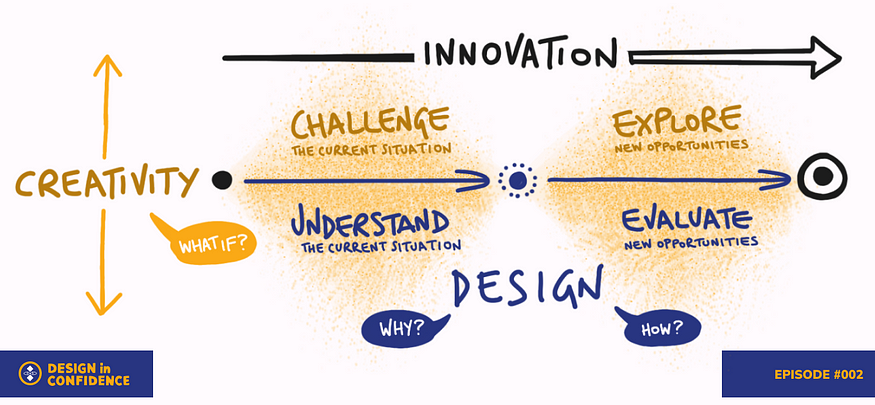 INNOVATION
CHALLENGE
THE CURRENT SITUATION
EXPLORE
NEW OPPORTUNITIES
CREATIVITY
WHAT IF?
UNDERSTAND
THE CURRENT SITUATION
EVALUATE
NEW OPPORTUNITIES
DESIGN
WHY?
HOW?
DESIGN in
CONFIDENCE
EPISODE #002